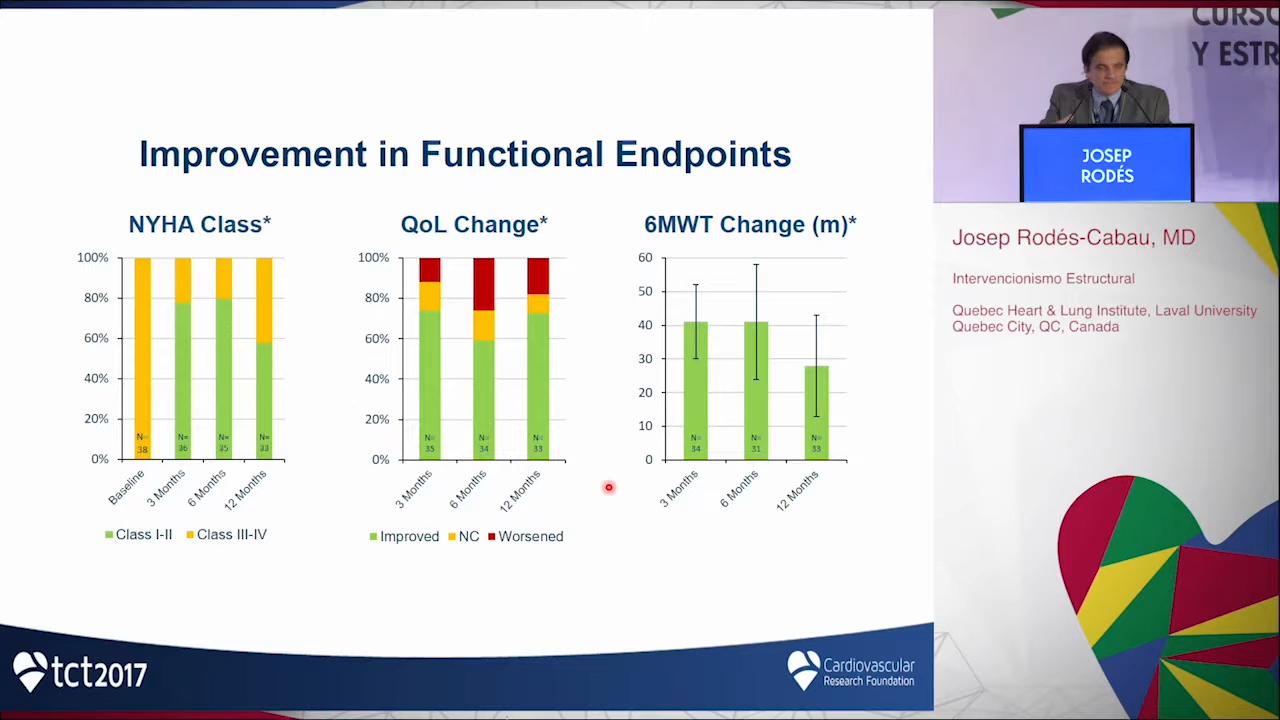 CURSO
Y ESTR
JOSEP
RODÉS
Improvement in Functional Endpoints
NYHA Class*
100%
80%
60%
40%
20%
0%
N=
38
N=
36
N=
35
N=
33
Baseline
3 Months
6 Months
12 Months
Class I-II
Class III-IV
QoL Change*
100%
80%
60%
40%
20%
0%
N=
35
N=
34
N=
33
3 Months
6 Months
12 Months
Improved
NC
Worsened
6MWT Change (m)*
60
50
40
30
20
10
0
N=
34
N=
31
N=
33
3 Months
6 Months
12 Months
tct2017
Cardiovascular
Research Foundation
Josep Rodés-Cabau, MD
Intervencionismo Estructural
Quebec Heart & Lung Institute, Laval University
Quebec City, QC, Canada